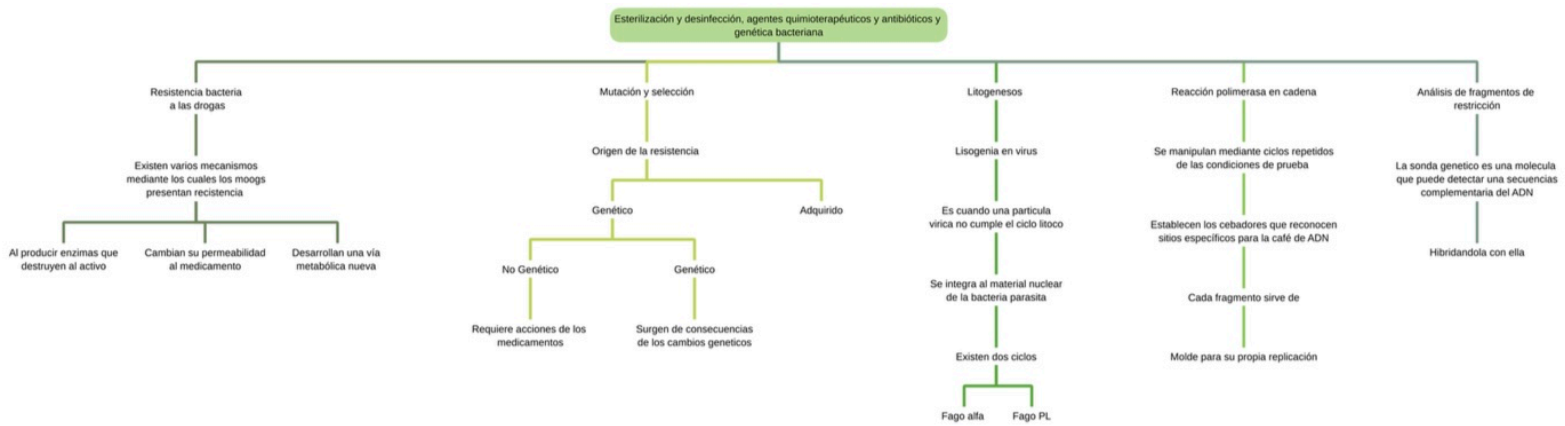 Esterilización y desinfección, agentes quimioterapéuticos y antibióticos y
genética bacteriana
Resistencia bacteria
a las drogas
Existen varios mecanismos
mediante los cuales los moogs
presentan recistencia
Al producir enzimas que
destruyen al activo
Cambian su permeabilidad
al medicamento
Desarrollan una vía
metabólica nueva
Mutación y selección
Origen de la resistencia
Genético
Adquirido
No Genético
Genético
Requiere acciones de los
medicamentos
Surgen de consecuencias
de los cambios geneticos
Litogenesos
Lisogenia en virus
Es cuando una particula
virica no cumple el ciclo litoco
Se integra al material nuclear
de la bacteria parasita
Existen dos ciclos
Fago alfa
Fago PL
Reacción polimerasa en cadena
Se manipulan mediante ciclos repetidos
de las condiciones de prueba
Establecen los cebadores que reconocen
sitios específicos para la café de ADN
Cada fragmento sirve de
Molde para su propia replicación
Análisis de fragmentos de
restricción
La sonda genetico es una molecula
que puede detectar una secuencias
complementaria del ADN
Hibridandola con ella